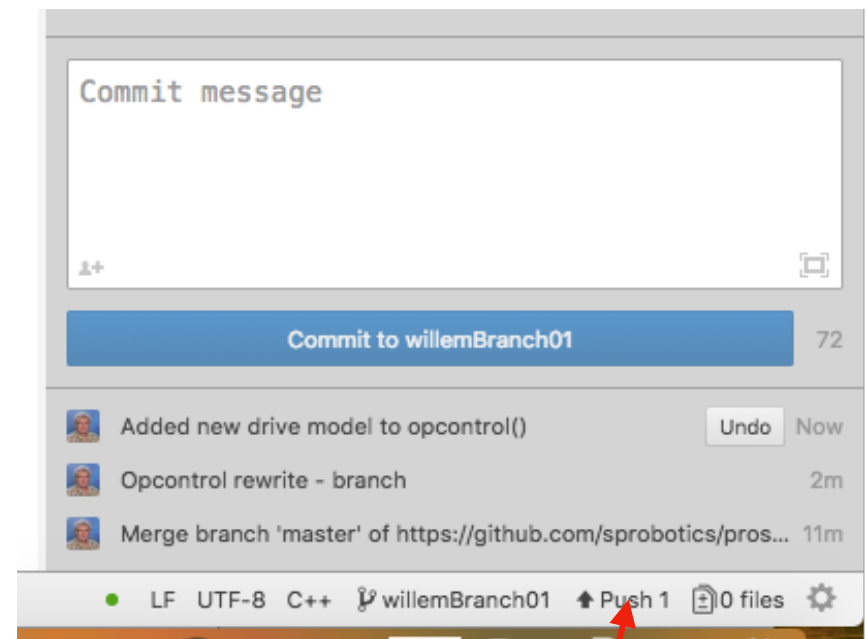 Commit message
Commit to willemBranch01 72
Added new drive model to opcontrol() Undo Now
Opcontrol rewrite - branch 2m
Merge branch 'master' of https://github.com/sprobotics/pros... 11m
LF UTF-8 C++ willemBranch01 Push 1 0 files